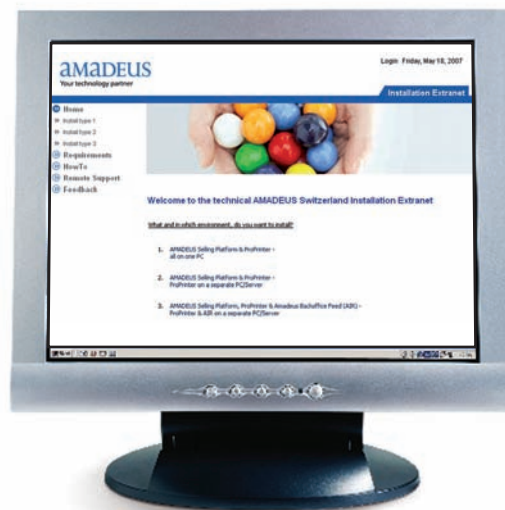 amadeus
Your technology partner
Login Friday, May 18, 2007
Installation Extranet
Home
Install type 1
Install type 2
Install type 3
Requirements
HowTo
Remote Support
Feedback
Welcome to the technical AMADEUS Switzerland Installation Extranet
What and in which environment, do you want to install?
1. AMADEUS Selling Platform & ProPrinter -
all on one PC
2. AMADEUS Selling Platform & ProPrinter -
ProPrinter on a separate PC/Server
3. AMADEUS Selling Platform, ProPrinter & Amadeus Backoffice Feed (AIR) -
ProPrinter & AIR on a separate PC/Server